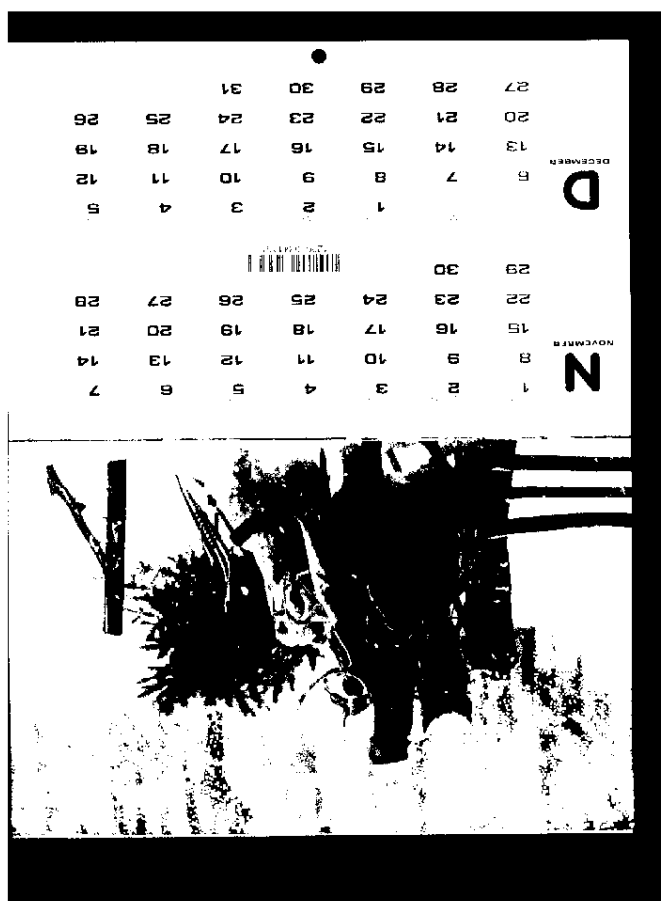 N
NOVEMBER
1 2 3 4 5 6 7
8 9 10 11 12 13 14
15 16 17 18 19 20 21
22 23 24 25 26 27 28
29 30
D
DECEMBER
1 2 3 4 5
6 7 8 9 10 11 12
13 14 15 16 17 18 19
20 21 22 23 24 25 26
27 28 29 30 31